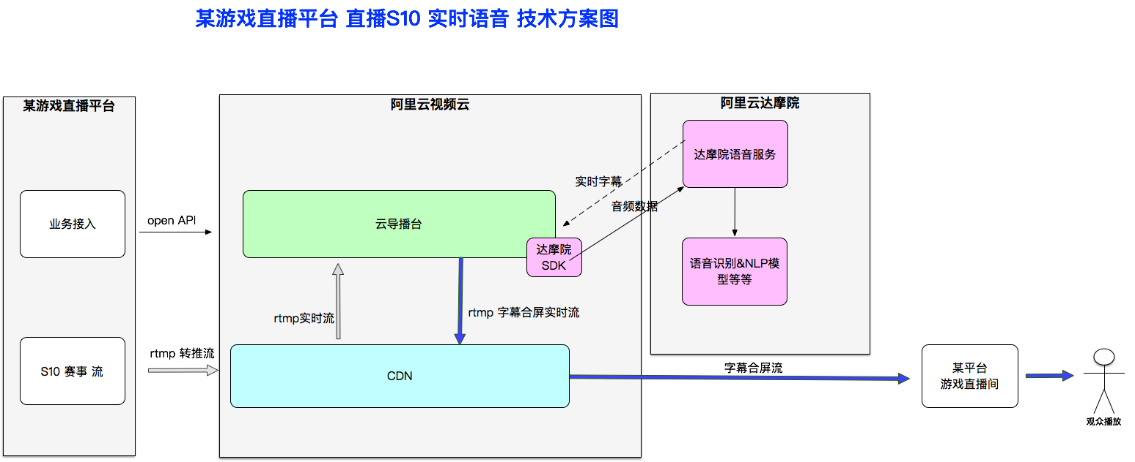 某游戏直播平台 直播S10 实时语音 技术方案图
某游戏直播平台
阿里云视频云
阿里云达摩院
达摩院语音服务
实时字幕
音频数据
业务接入
open API
云导播台
达摩院
SDK
语音识别&NLP模
型等等
rtmp实时流
rtmp 字幕合屏实时流
S10 赛事 流
rtmp 转推流
CDN
字幕合屏流
某平台
游戏直播间
观众播放